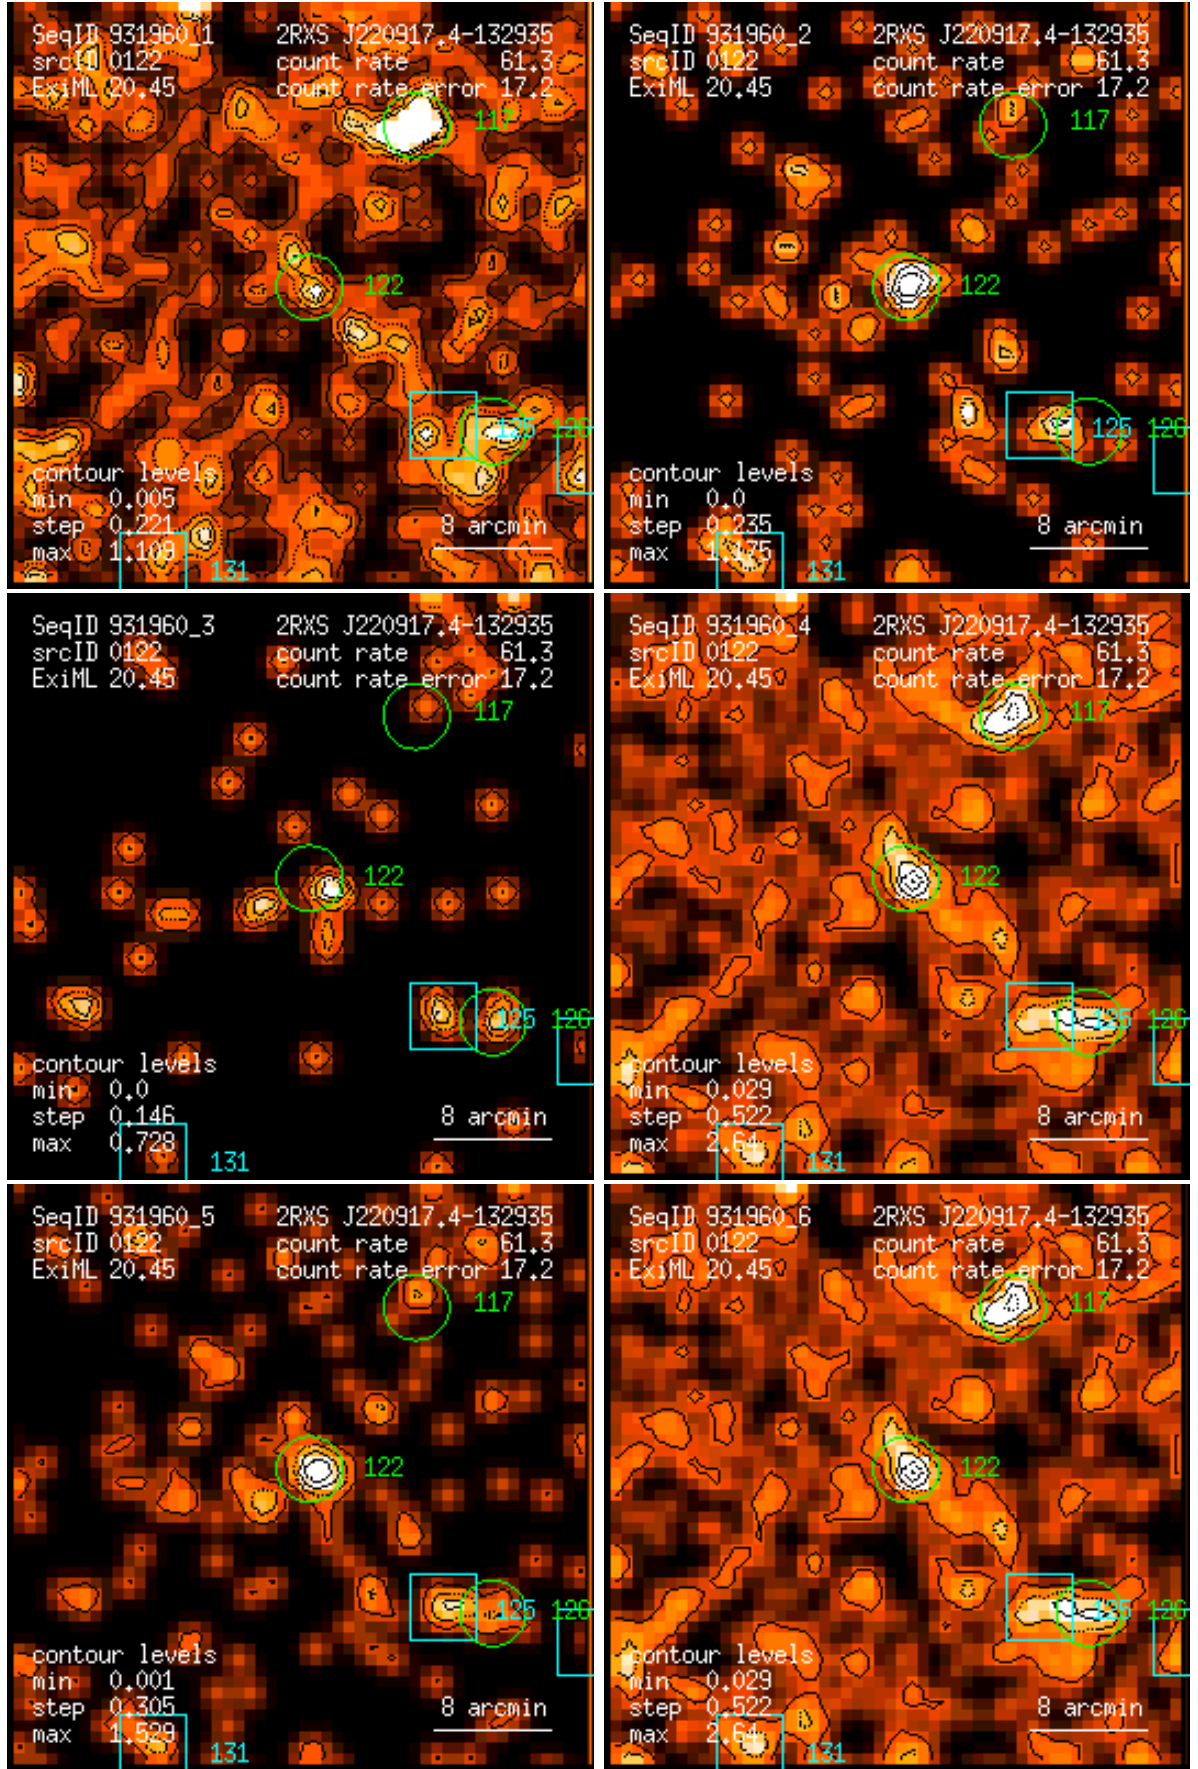 SeqID 931960_1 2RXS J220917.4-132935
srcID 0122 count rate 61.3
ExiML 20.45 count rate error 17.2
117
122
125 126
contour levels
min 0.005
step 0.221 8 arcmin
max 1.109
131
SeqID 931960_2 2RXS J220917.4-132935
srcID 0122 count rate 61.3
ExiML 20.45 count rate error 17.2
117
122
125 126
contour levels
min 0.0
step 0.235 8 arcmin
max 1.175
131
SeqID 931960_3 2RXS J220917.4-132935
srcID 0122 count rate 61.3
ExiML 20.45 count rate error 17.2
117
122
125 126
contour levels
min 0.0
step 0.146 8 arcmin
max 0.728
131
SeqID 931960_4 2RXS J220917.4-132935
srcID 0122 count rate 61.3
ExiML 20.45 count rate error 17.2
117
122
125 126
contour levels
min 0.029
step 0.522 8 arcmin
max 2.64
131
SeqID 931960_5 2RXS J220917.4-132935
srcID 0122 count rate 61.3
ExiML 20.45 count rate error 17.2
117
122
125 126
contour levels
min 0.001
step 0.305 8 arcmin
max 1.529
131
SeqID 931960_6 2RXS J220917.4-132935
srcID 0122 count rate 61.3
ExiML 20.45 count rate error 17.2
117
122
125 126
contour levels
min 0.029
step 0.522 8 arcmin
max 2.64
131